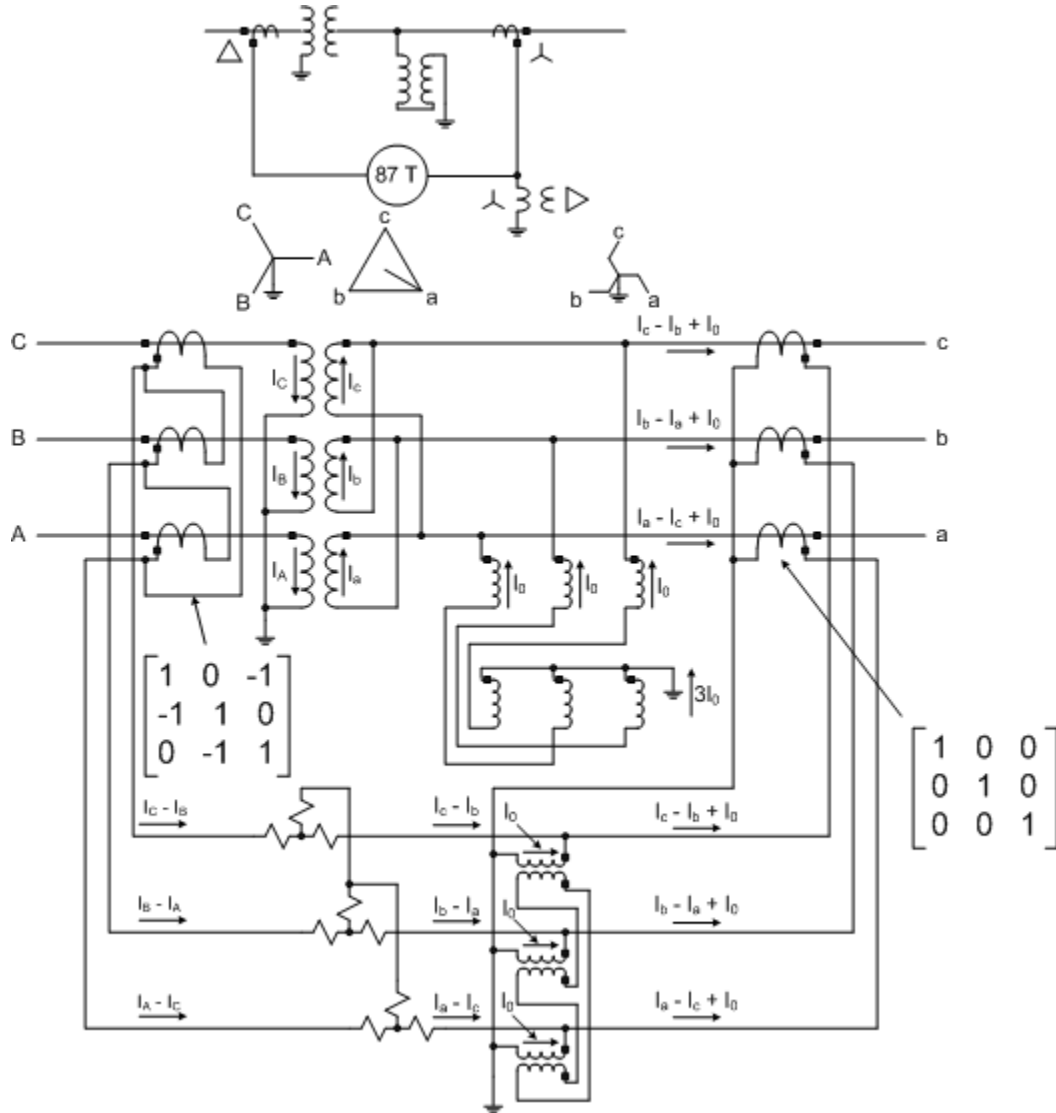 87 T
C
A
B
c
b
a
c
b
a
C
I_C
I_c
I_c - I_b + I_0
c
B
I_B
I_b
I_b - I_a + I_0
b
A
I_A
I_a
I_a - I_c + I_0
a
I_0
I_0
I_0
3I_0
1 0 -1
-1 1 0
0 -1 1
1 0 0
0 1 0
0 0 1
I_C - I_B
I_c - I_b
I_0
I_c - I_b + I_0
I_B - I_A
I_b - I_a
I_0
I_b - I_a + I_0
I_A - I_C
I_a - I_c
I_0
I_a - I_c + I_0